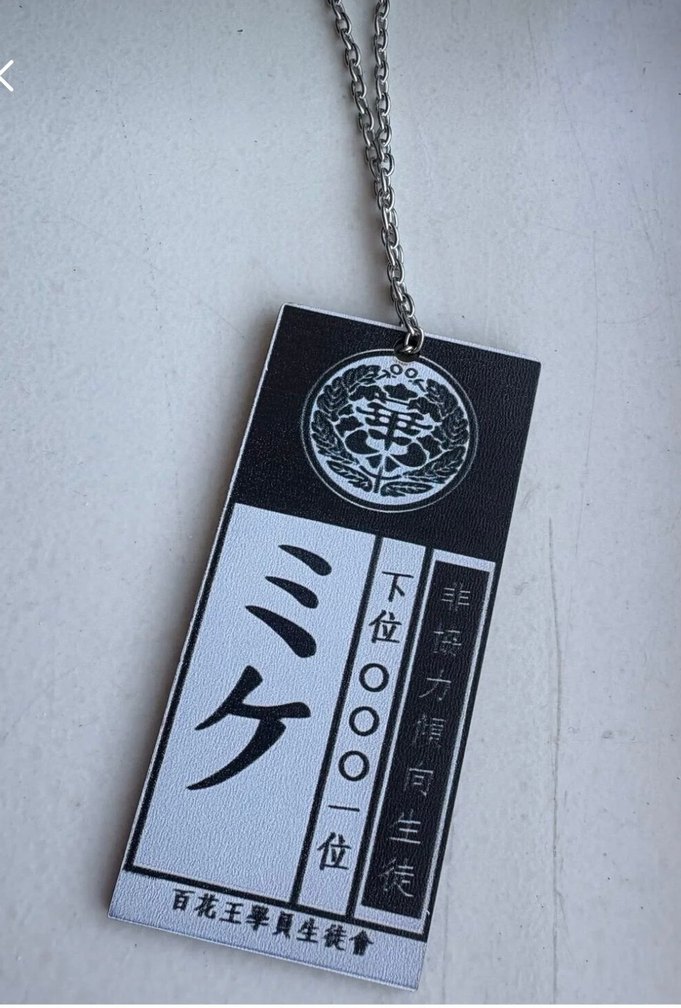 華
非協力傾向生徒
下位〇〇〇一位
ミケ
百花王學員生徒會